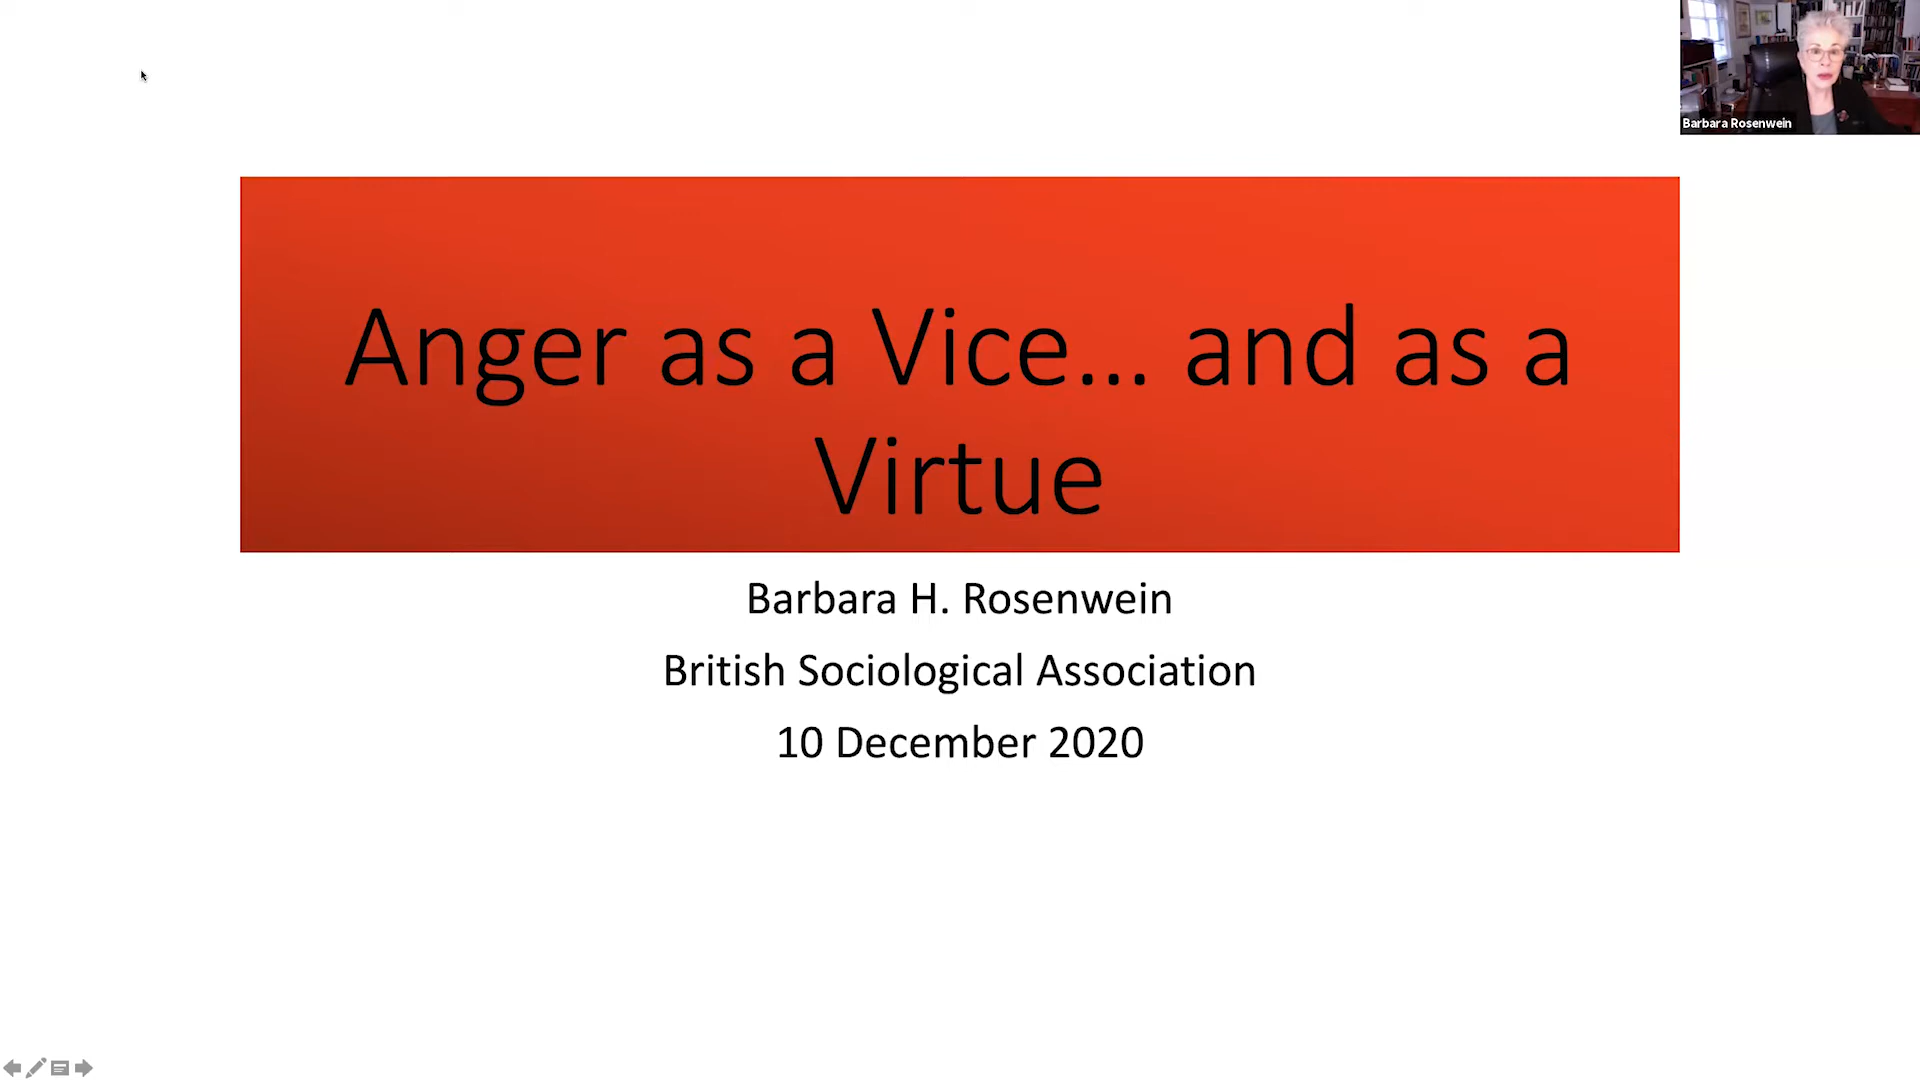 Barbara Rosenwein
Anger as a Vice... and as a
Virtue
Barbara H. Rosenwein
British Sociological Association
10 December 2020